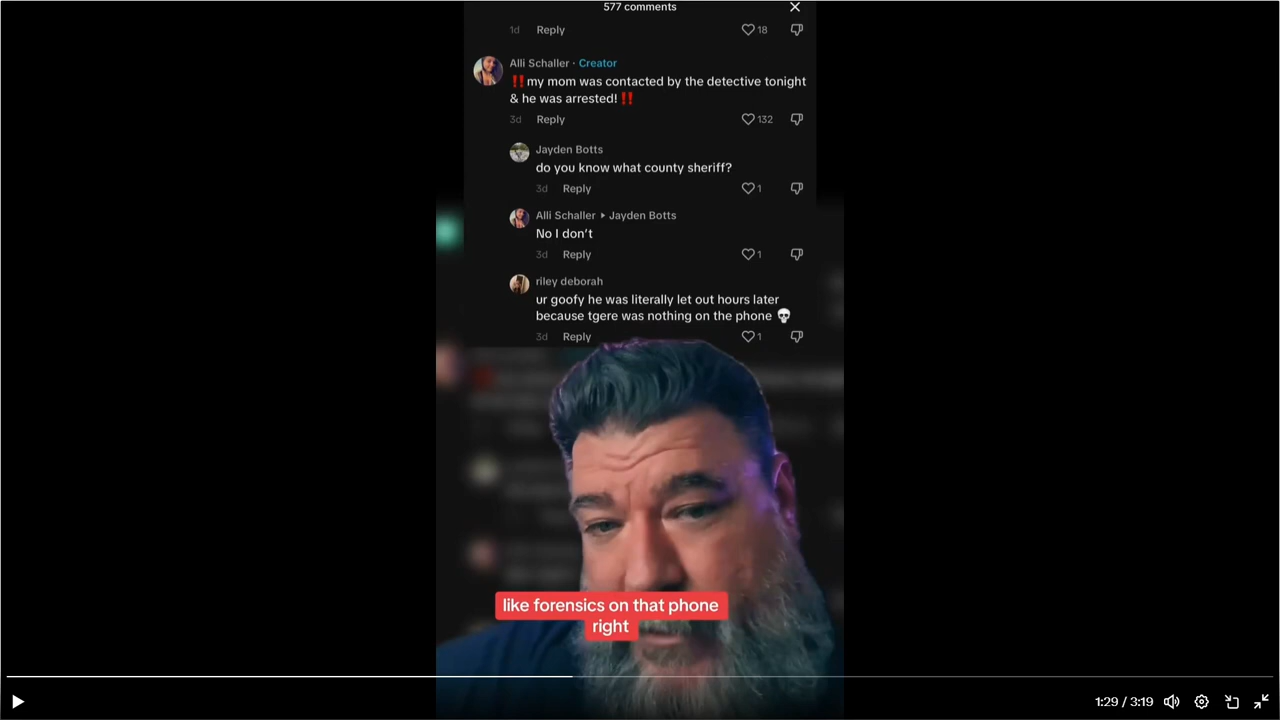 577 comments
1d Reply 18
Alli Schaller · Creator
‼️my mom was contacted by the detective tonight
& he was arrested!‼️
3d Reply 132
Jayden Botts
do you know what county sheriff?
3d Reply 1
Alli Schaller ▸ Jayden Botts
No I don't
3d Reply 1
riley deborah
ur goofy he was literally let out hours later
because tgere was nothing on the phone 💀
3d Reply 1
like forensics on that phone
right
1:29 / 3:19